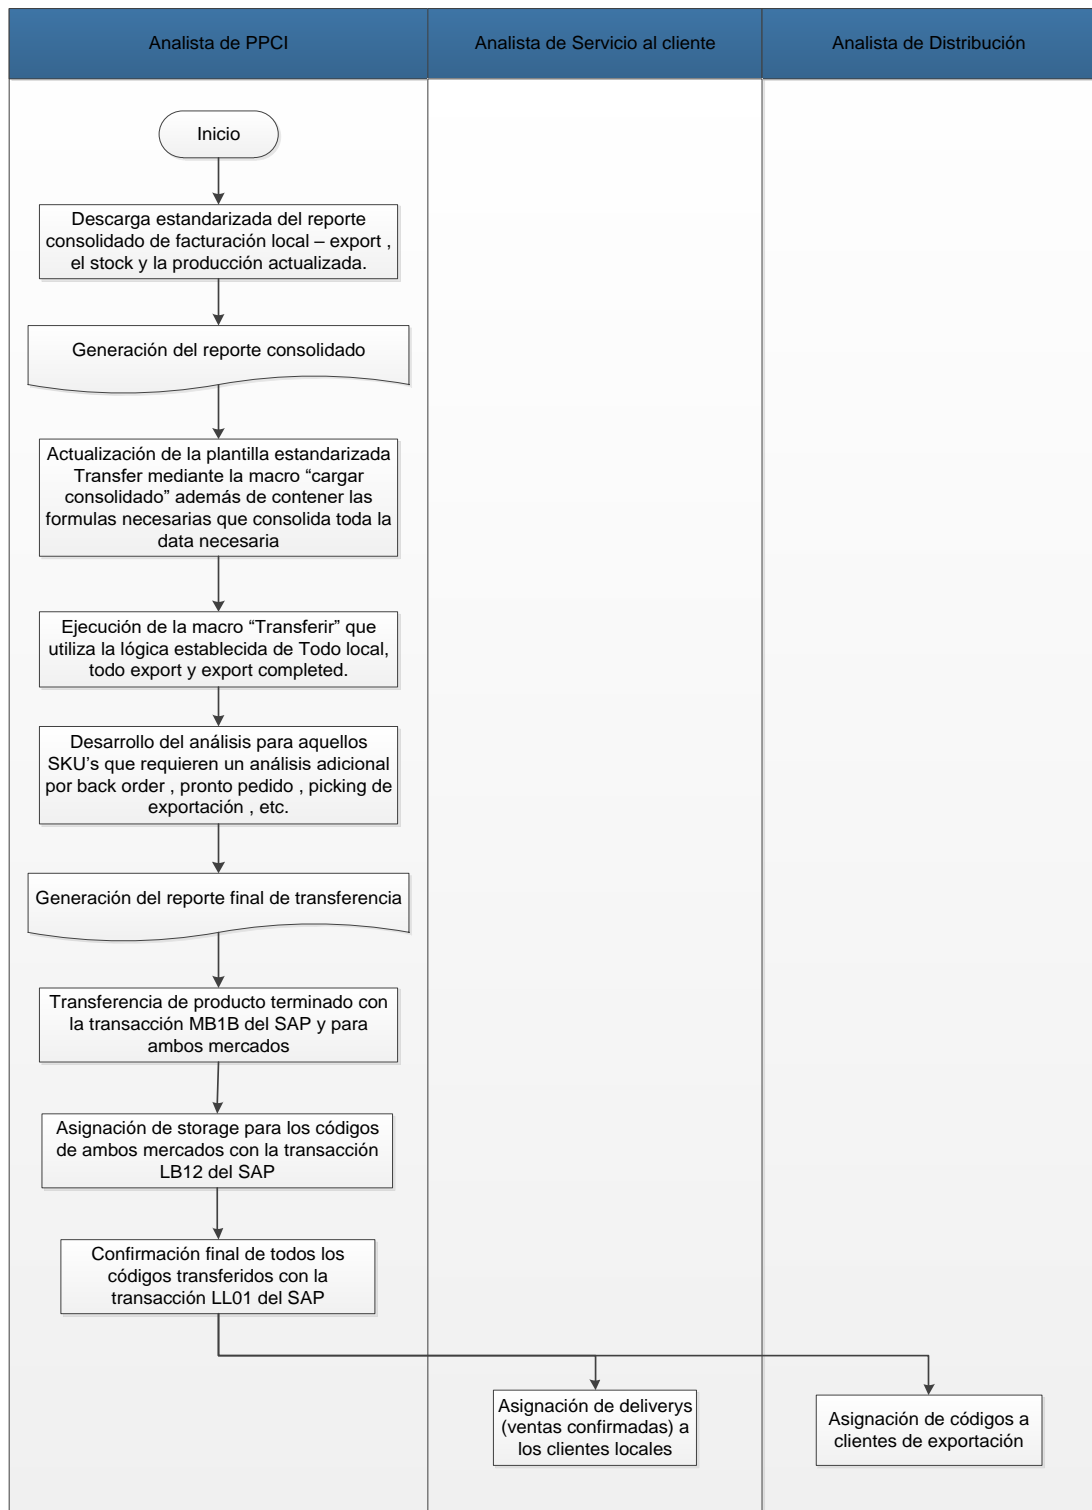 Analista de PPCI
Analista de Servicio al cliente
Analista de Distribución
Inicio
Descarga estandarizada del reporte
consolidado de facturación local – export ,
el stock y la producción actualizada.
Generación del reporte consolidado
Actualización de la plantilla estandarizada
Transfer mediante la macro “cargar
consolidado” además de contener las
formulas necesarias que consolida toda la
data necesaria
Ejecución de la macro “Transferir” que
utiliza la lógica establecida de Todo local,
todo export y export completed.
Desarrollo del análisis para aquellos
SKU’s que requieren un análisis adicional
por back order , pronto pedido , picking de
exportación , etc.
Generación del reporte final de transferencia
Transferencia de producto terminado con
la transacción MB1B del SAP y para
ambos mercados
Asignación de storage para los códigos
de ambos mercados con la transacción
LB12 del SAP
Confirmación final de todos los
códigos transferidos con la
transacción LL01 del SAP
Asignación de deliverys
(ventas confirmadas) a
los clientes locales
Asignación de códigos a
clientes de exportación